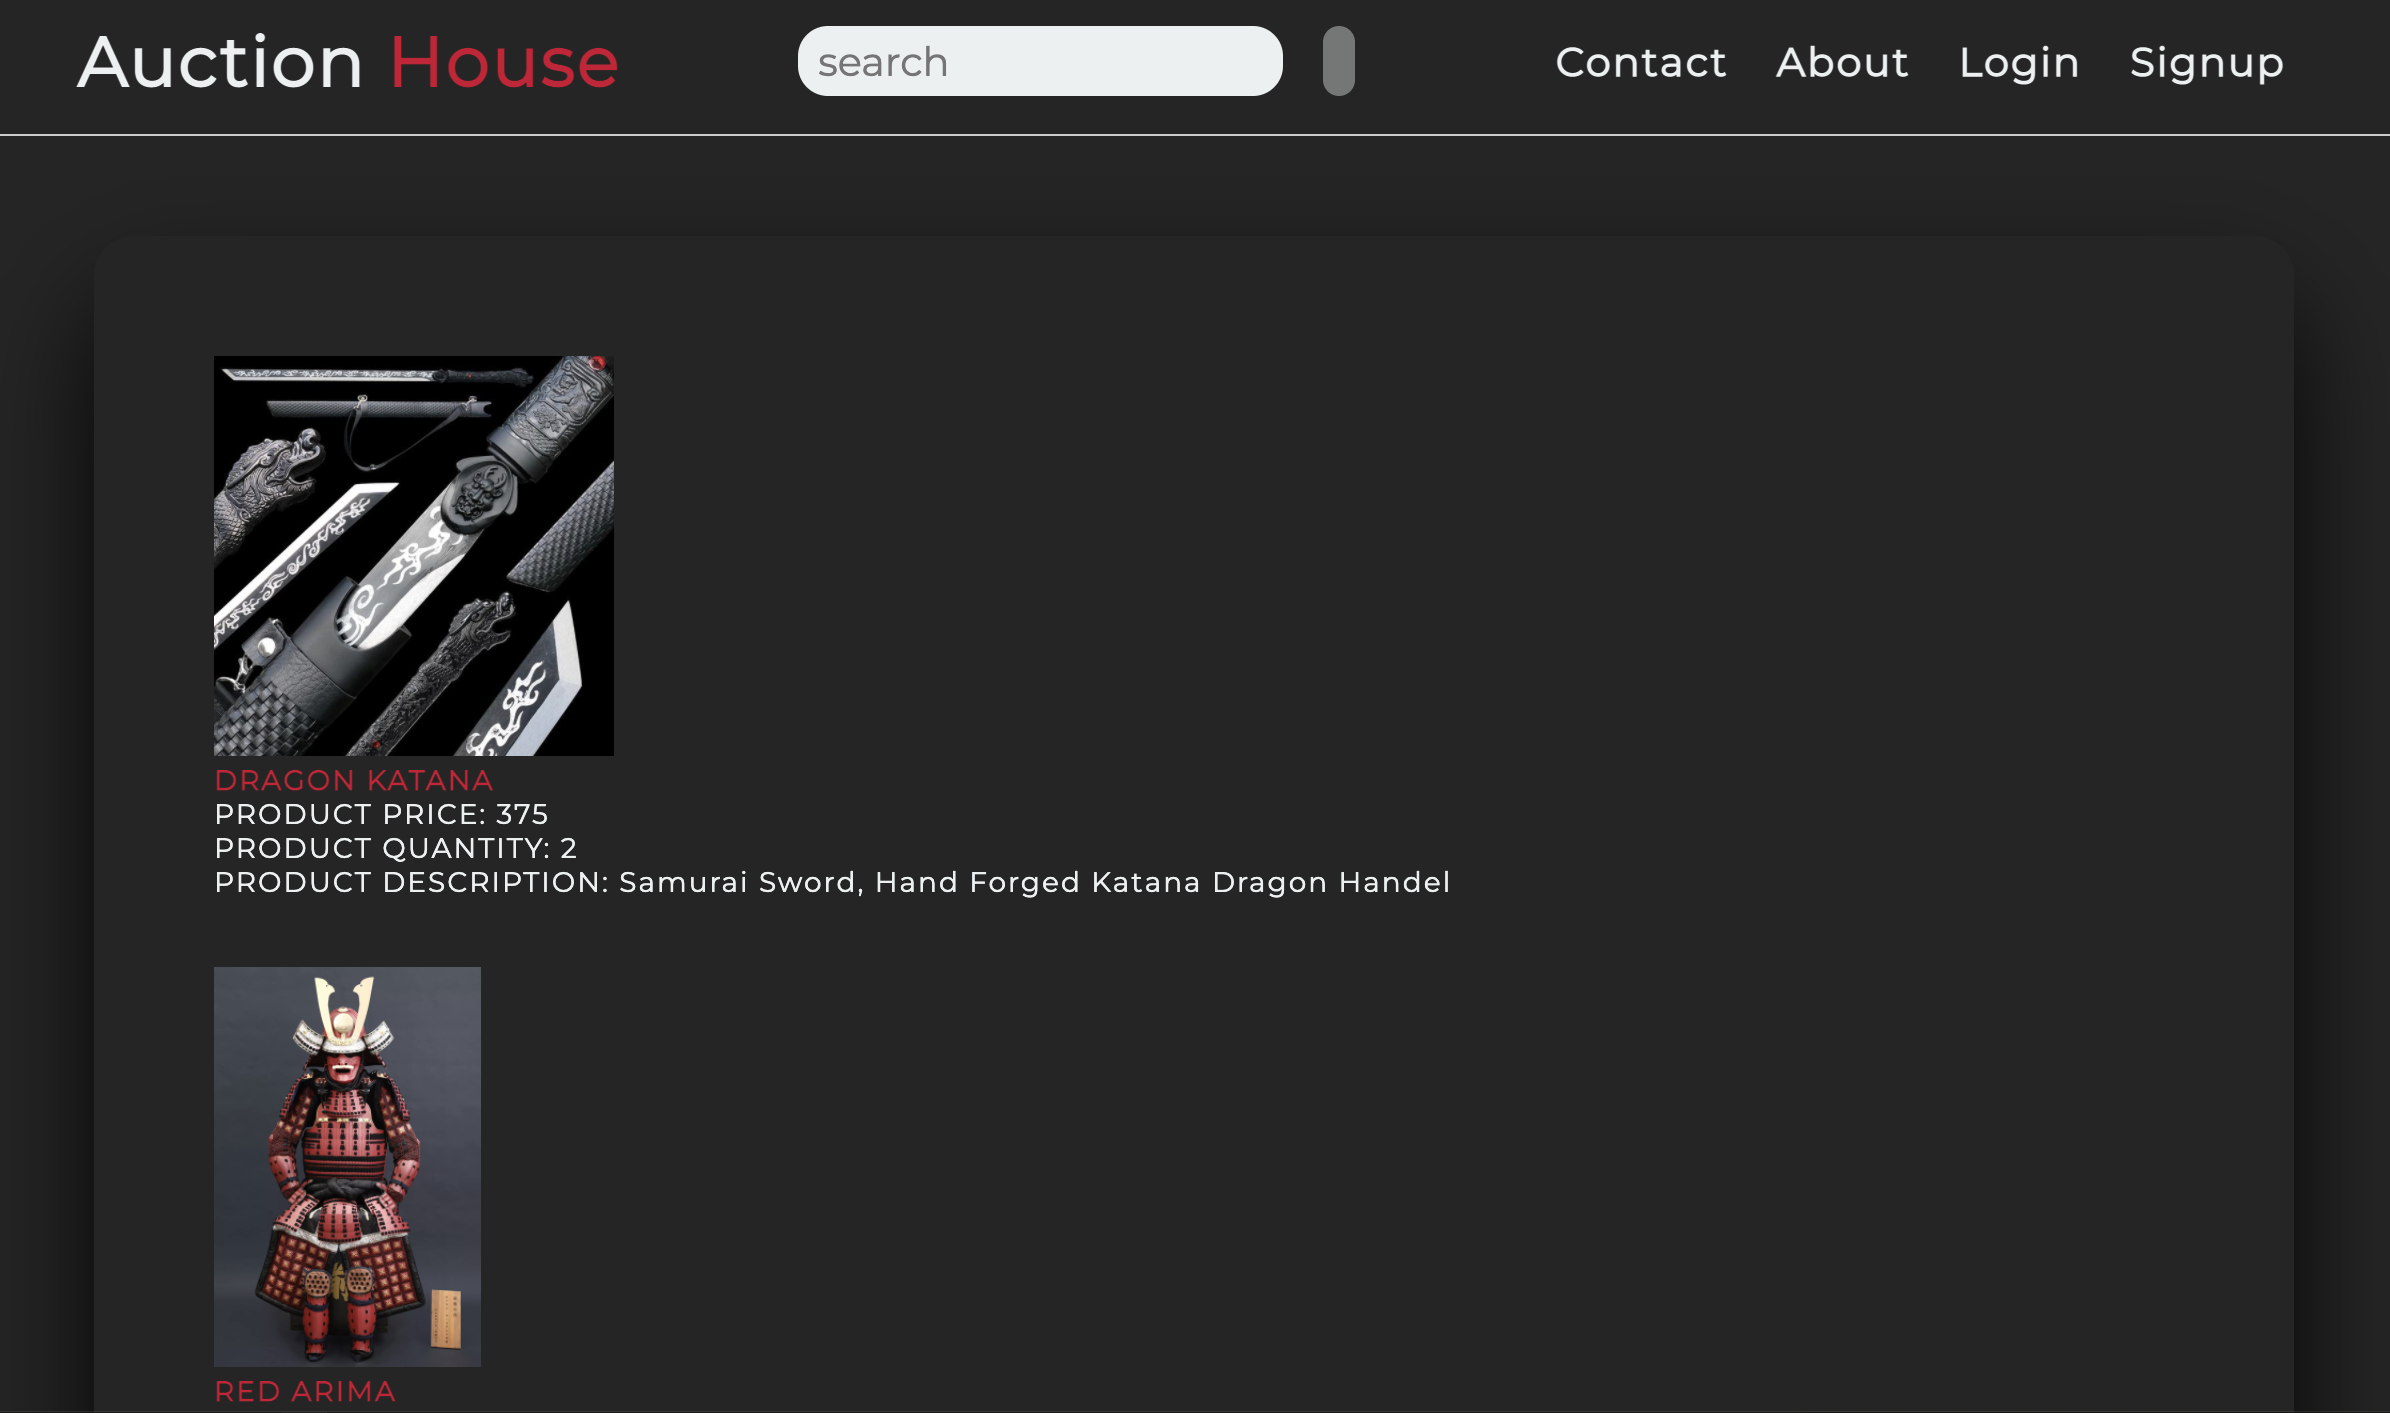 Auction House
search
Contact About Login Signup
DRAGON KATANA
PRODUCT PRICE: 375
PRODUCT QUANTITY: 2
PRODUCT DESCRIPTION: Samurai Sword, Hand Forged Katana Dragon Handel
RED ARIMA